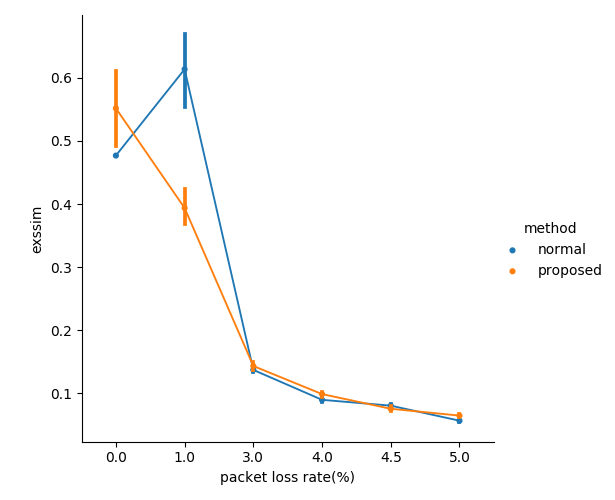 0.6
0.5
0.4
0.3
0.2
0.1
exssim
0.0 1.0 3.0 4.0 4.5 5.0
packet loss rate(%)
method
normal
proposed